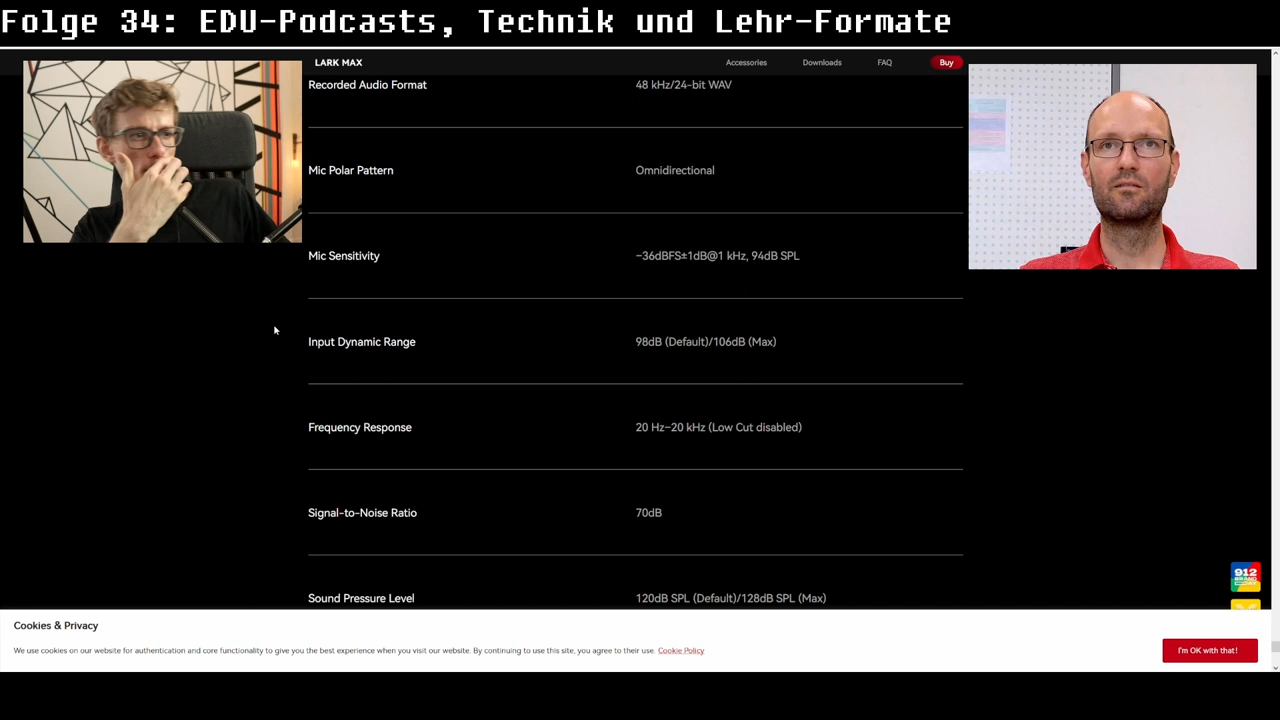 Folge 34: EDU-Podcasts, Technik und Lehr-Formate
LARK MAX
Accessories
Downloads
FAQ
Buy
Recorded Audio Format
48 kHz/24-bit WAV
Mic Polar Pattern
Omnidirectional
Mic Sensitivity
-36dBFS±1dB@1 kHz, 94dB SPL
Input Dynamic Range
98dB (Default)/106dB (Max)
Frequency Response
20 Hz-20 kHz (Low Cut disabled)
Signal-to-Noise Ratio
70dB
Sound Pressure Level
120dB SPL (Default)/128dB SPL (Max)
912
Cookies & Privacy
We use cookies on our website for authentication and core functionality to give you the best experience when you visit our website. By continuing to use this site, you agree to their use. Cookie Policy
I'm OK with that!